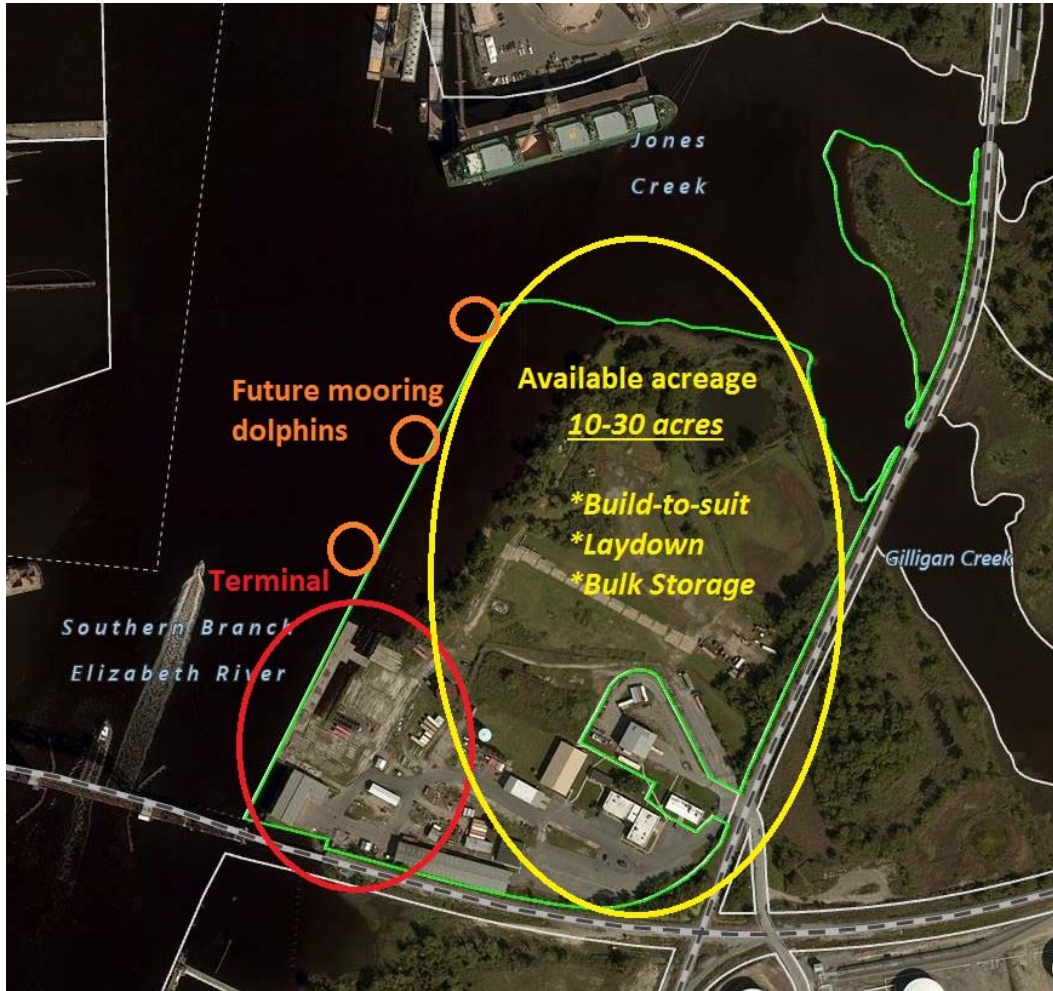 Jones
Creek
Future mooring
dolphins
Available acreage
10-30 acres
*Build-to-suit
*Laydown
*Bulk Storage
Gilligan Creek
Terminal
Southern Branch
Elizabeth River